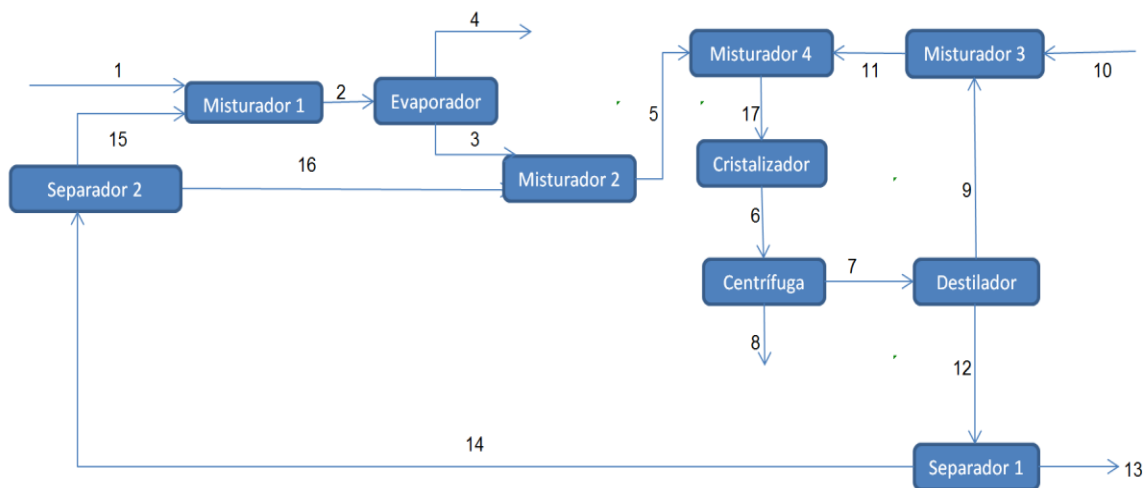 4
1
Misturador 1
2
Evaporador
3
15
16
Separador 2
Misturador 2
5
Misturador 4
11
Misturador 3
10
17
Cristalizador
6
9
Centrífuga
7
Destilador
8
12
14
Separador 1
13